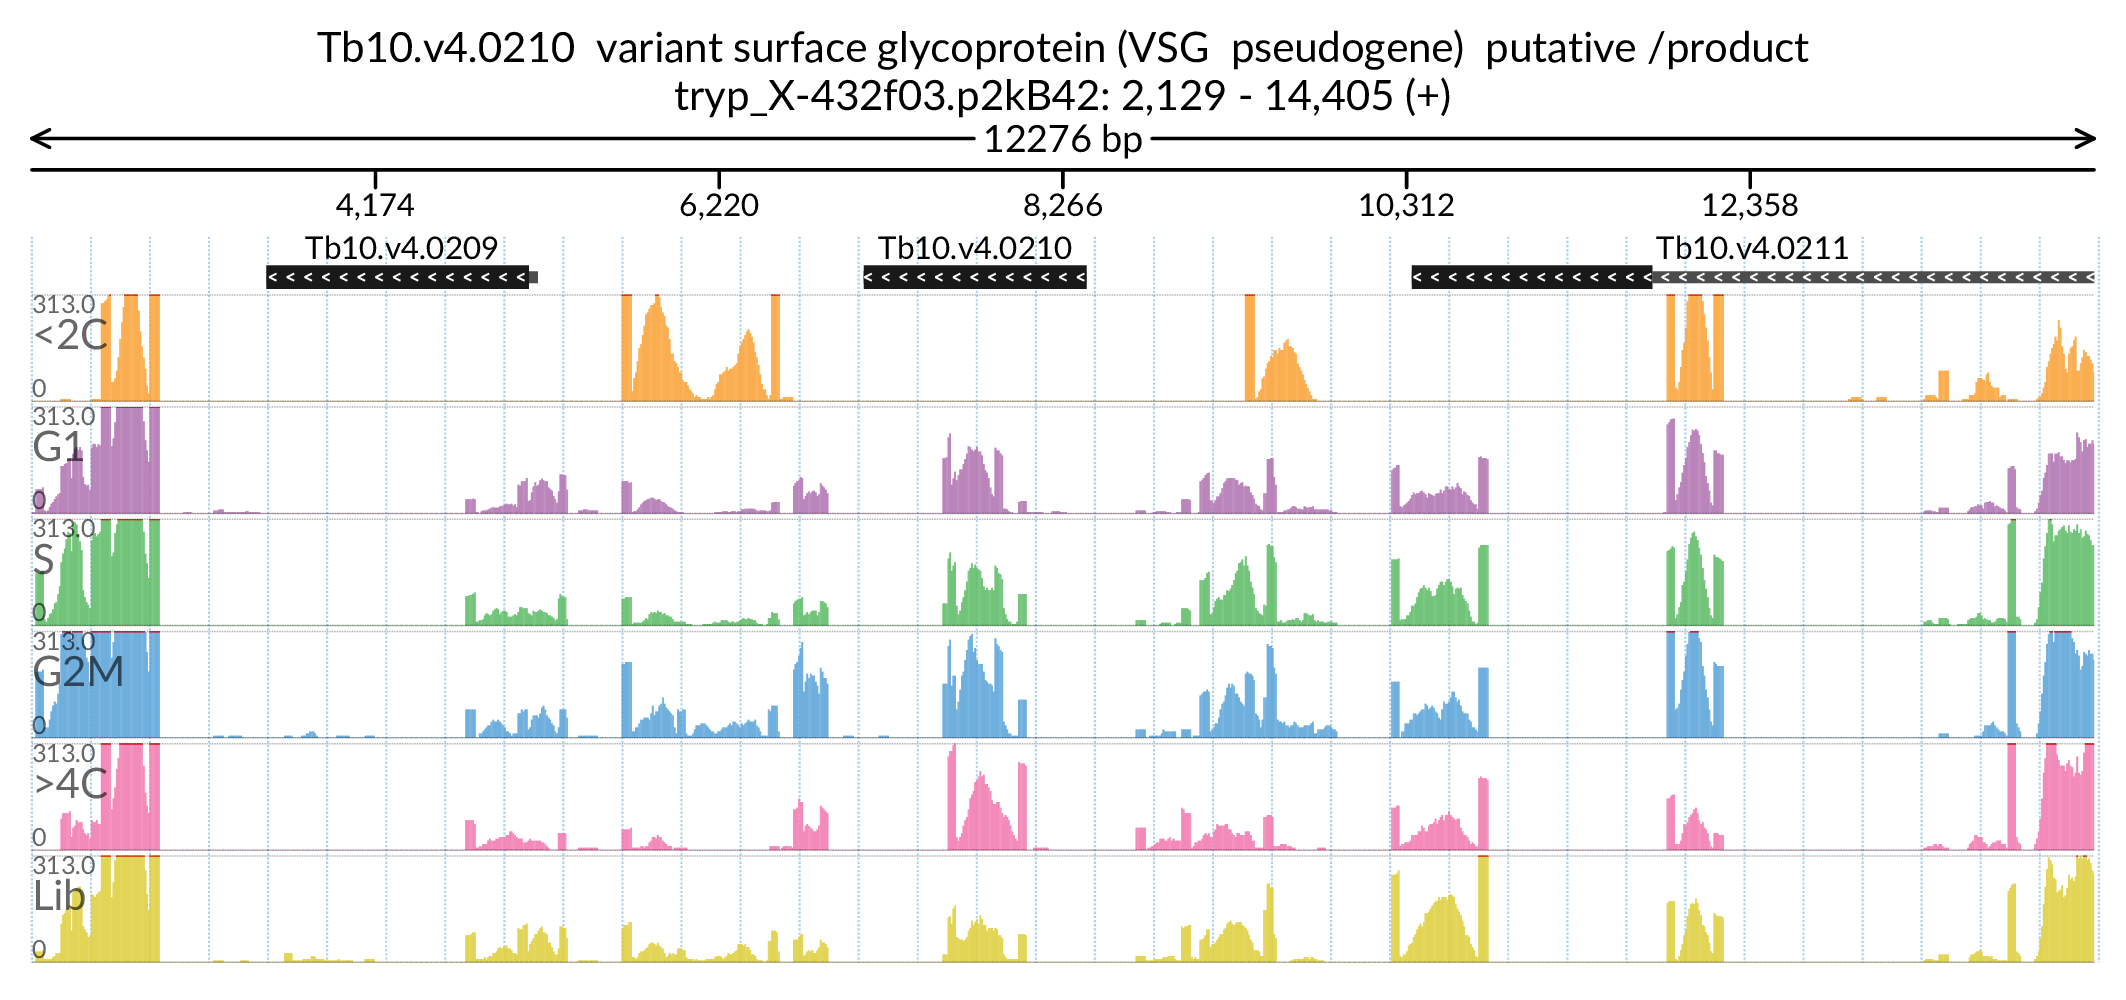 Tb10.v4.0210  variant surface glycoprotein (VSG  pseudogene)  putative /product
tryp_X-432f03.p2kB42: 2,129 - 14,405 (+)
12276 bp
4,174 6,220 8,266 10,312 12,358
Tb10.v4.0209 Tb10.v4.0210 Tb10.v4.0211
313.0
<2C
0
313.0
G1
0
313.0
S
0
313.0
G2M
0
313.0
>4C
0
313.0
Lib
0